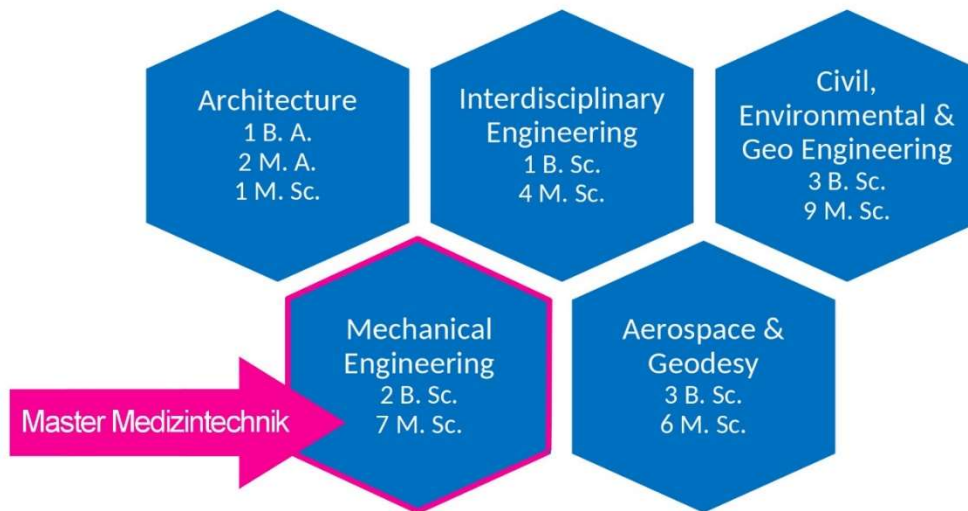 Architecture
1 B. A.
2 M. A.
1 M. Sc.
Interdisciplinary
Engineering
1 B. Sc.
4 M. Sc.
Civil,
Environmental &
Geo Engineering
3 B. Sc.
9 M. Sc.
Master Medizintechnik
Mechanical
Engineering
2 B. Sc.
7 M. Sc.
Aerospace &
Geodesy
3 B. Sc.
6 M. Sc.